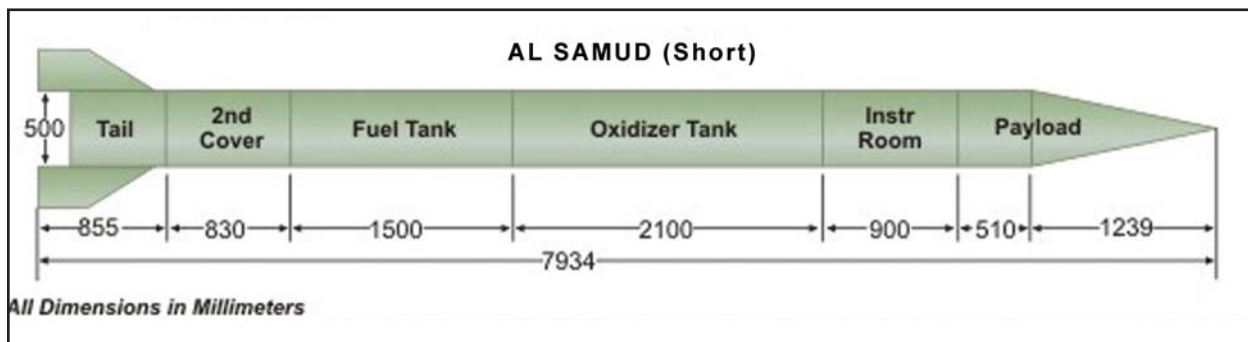 AL SAMUD (Short)
500
Tail
2nd
Cover
Fuel Tank
Oxidizer Tank
Instr
Room
Payload
855
830
1500
2100
900
510
1239
7934
All Dimensions in Millimeters